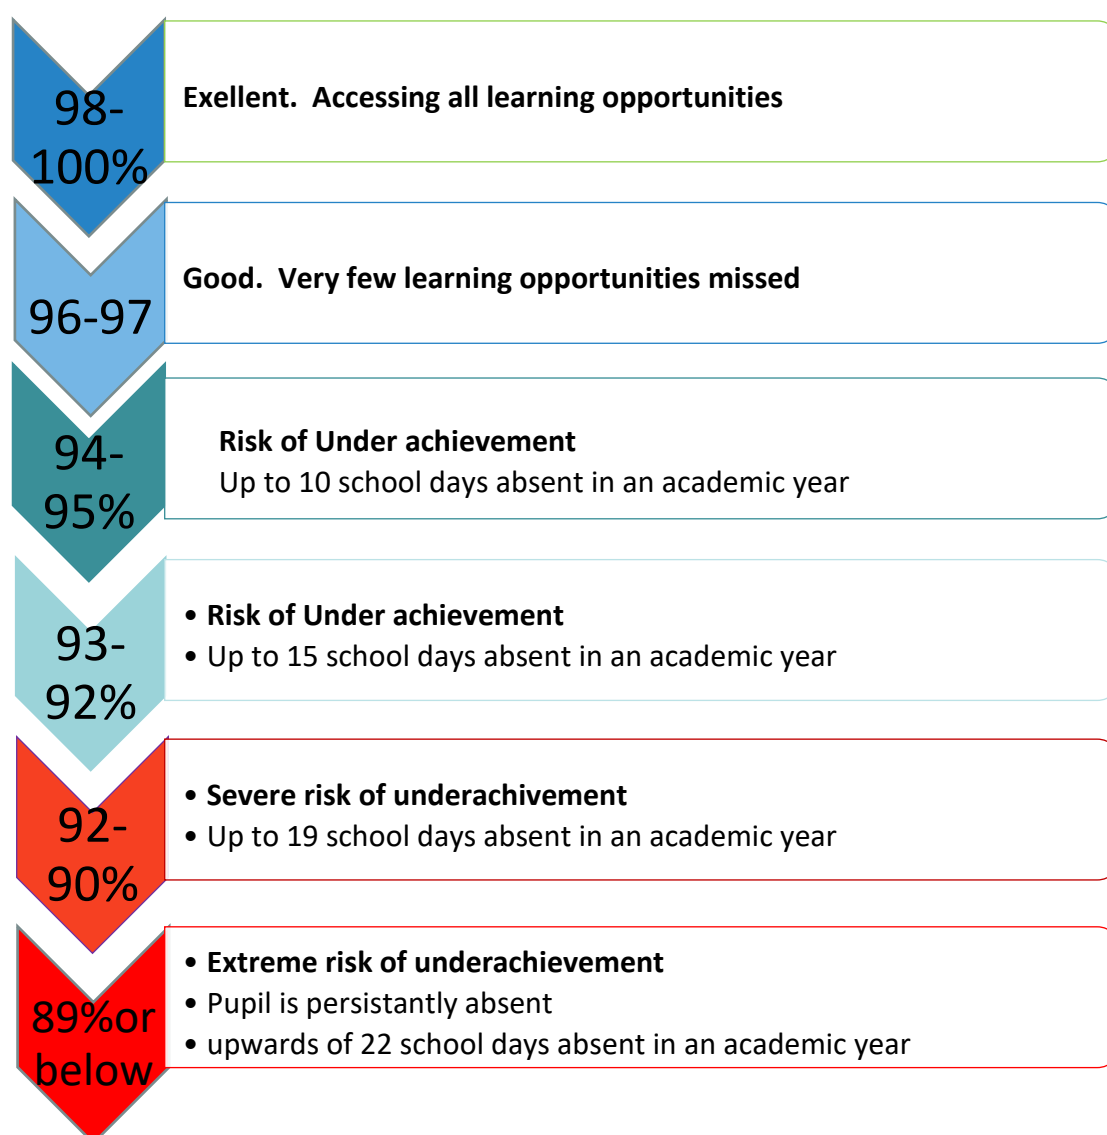 98-
100%
Exellent.  Accessing all learning opportunities
96-97
Good.  Very few learning opportunities missed
94-
95%
Risk of Under achievement
Up to 10 school days absent in an academic year
93-
92%
• Risk of Under achievement
• Up to 15 school days absent in an academic year
92-
90%
• Severe risk of underachivement
• Up to 19 school days absent in an academic year
89%or
below
• Extreme risk of underachievement
• Pupil is persistantly absent
• upwards of 22 school days absent in an academic year